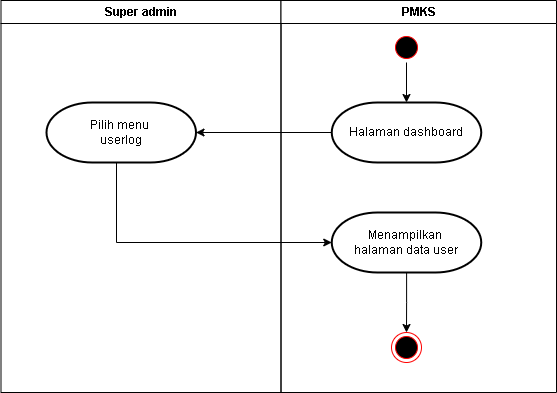 Super admin
PMKS
Halaman dashboard
Pilih menu
userlog
Menampilkan
halaman data user